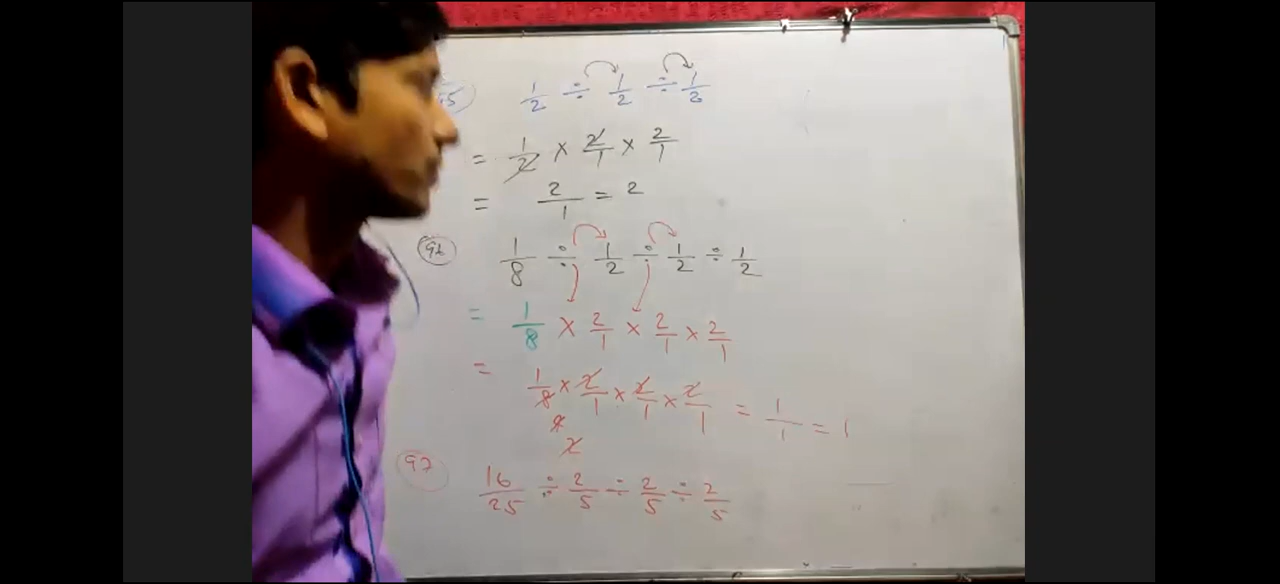 1/2 ÷ 1/2 ÷ 1/2
= 1/2 × 2/1 × 2/1
= 2/1 = 2
96 1/8 ÷ 1/2 ÷ 1/2 ÷ 1/2
= 1/8 × 2/1 × 2/1 × 2/1
= 1/8 × 2/1 × 2/1 × 2/1 = 1/1 = 1
97 16/25 ÷ 2/5 ÷ 2/5 ÷ 2/5